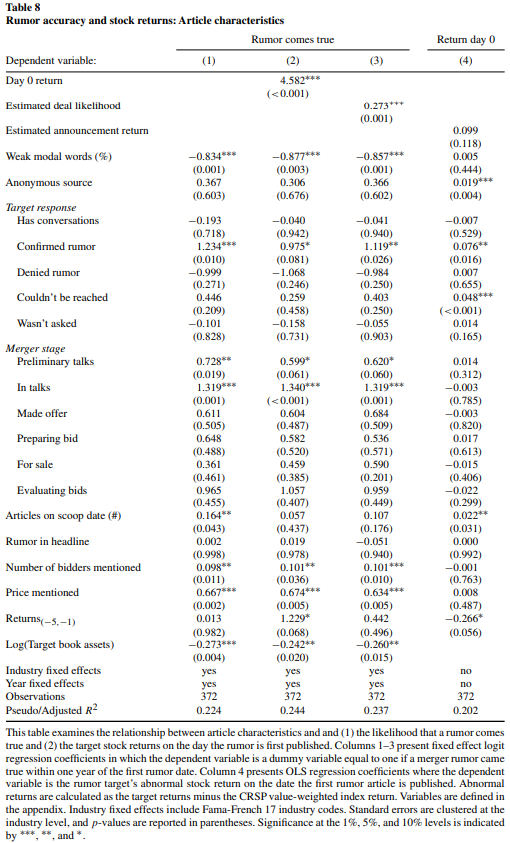 Table 8
Rumor accuracy and stock returns: Article characteristics
Rumor comes true Return day 0
Dependent variable: (1) (2) (3) (4)
Day 0 return 4.582***
(<0.001)
Estimated deal likelihood 0.273***
(0.001)
Estimated announcement return 0.099
(0.118)
Weak modal words (%) −0.834*** −0.877*** −0.857*** 0.005
(0.001) (0.003) (0.001) (0.444)
Anonymous source 0.367 0.306 0.366 0.019***
(0.603) (0.676) (0.602) (0.004)
Target response
Has conversations −0.193 −0.040 −0.041 −0.007
(0.718) (0.942) (0.940) (0.529)
Confirmed rumor 1.234*** 0.975* 1.119** 0.076**
(0.010) (0.081) (0.026) (0.016)
Denied rumor −0.999 −1.068 −0.984 0.007
(0.271) (0.246) (0.250) (0.655)
Couldn't be reached 0.446 0.259 0.403 0.048***
(0.209) (0.458) (0.250) (<0.001)
Wasn't asked −0.101 −0.158 −0.055 0.014
(0.828) (0.731) (0.903) (0.165)
Merger stage
Preliminary talks 0.728** 0.599* 0.620* 0.014
(0.019) (0.061) (0.060) (0.312)
In talks 1.319*** 1.340*** 1.319*** −0.003
(0.001) (<0.001) (0.001) (0.785)
Made offer 0.611 0.604 0.684 −0.003
(0.505) (0.487) (0.509) (0.820)
Preparing bid 0.648 0.582 0.536 0.017
(0.488) (0.520) (0.571) (0.613)
For sale 0.361 0.459 0.590 −0.015
(0.461) (0.385) (0.201) (0.406)
Evaluating bids 0.965 1.057 0.959 −0.022
(0.455) (0.407) (0.449) (0.299)
Articles on scoop date (#) 0.164** 0.057 0.107 0.022**
(0.043) (0.437) (0.176) (0.031)
Rumor in headline 0.002 0.019 −0.051 0.000
(0.998) (0.978) (0.940) (0.992)
Number of bidders mentioned 0.098** 0.101** 0.101*** −0.001
(0.011) (0.036) (0.010) (0.763)
Price mentioned 0.667*** 0.674*** 0.634*** 0.008
(0.002) (0.005) (0.005) (0.487)
Returns(−5,−1) 0.013 1.229* 0.442 −0.266*
(0.982) (0.068) (0.496) (0.056)
Log(Target book assets) −0.273*** −0.242** −0.260**
(0.004) (0.020) (0.015)
Industry fixed effects yes yes yes no
Year fixed effects yes yes yes no
Observations 372 372 372 372
Pseudo/Adjusted R2 0.224 0.244 0.237 0.202
This table examines the relationship between article characteristics and and (1) the likelihood that a rumor comes
true and (2) the target stock returns on the day the rumor is first published. Columns 1–3 present fixed effect logit
regression coefficients in which the dependent variable is a dummy variable equal to one if a merger rumor came
true within one year of the first rumor date. Column 4 presents OLS regression coefficients where the dependent
variable is the rumor target's abnormal stock return on the date the first rumor article is published. Abnormal
returns are calculated as the target returns minus the CRSP value-weighted index return. Variables are defined in
the appendix. Industry fixed effects include Fama-French 17 industry codes. Standard errors are clustered at the
industry level, and p-values are reported in parentheses. Significance at the 1%, 5%, and 10% levels is indicated
by ***, **, and *.